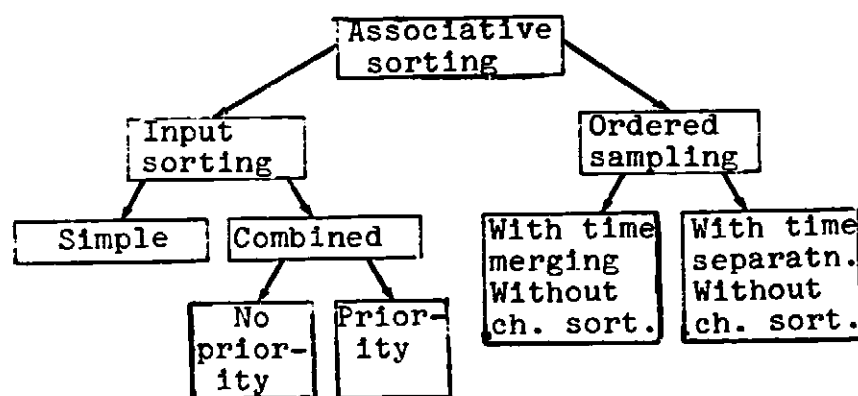 Associative
sorting
Input
sorting
Ordered
sampling
Simple
Combined
With time
merging
Without
ch. sort.
With time
separatn.
Without
ch. sort.
No
prior-
ity
Prior-
ity